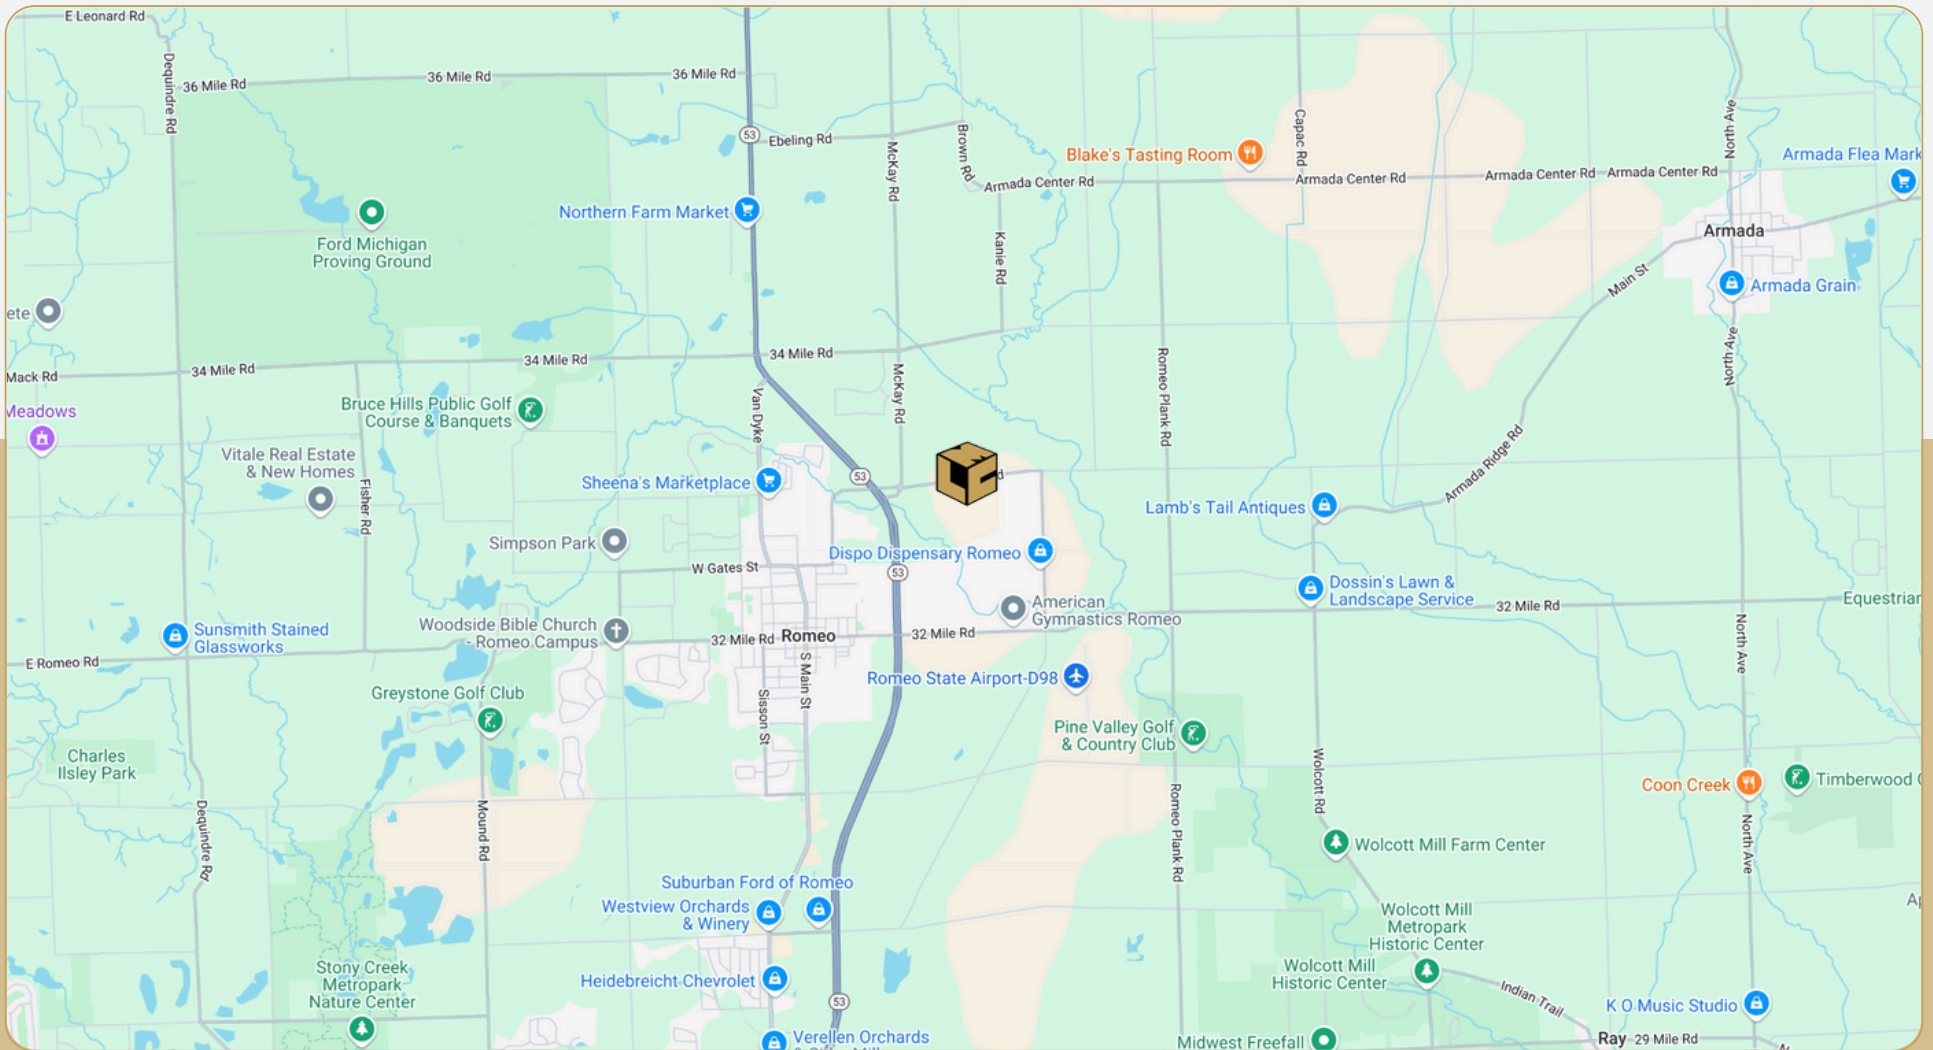 E Leonard Rd
Dequindre Rd
36 Mile Rd
36 Mile Rd
36 Mile Rd
53
Ebeling Rd
McKay Rd
Brown Rd
Armada Center Rd
Blake's Tasting Room
Capac Rd
Armada Center Rd
Armada Center Rd
Armada Center Rd
North Ave
Armada Flea Mark
Northern Farm Market
Ford Michigan
Proving Ground
Kanie Rd
Armada
Main St
Armada Grain
ete
Mack Rd
34 Mile Rd
34 Mile Rd
34 Mile Rd
McKay Rd
Romeo Plank Rd
North Ave
Meadows
Bruce Hills Public Golf
Course & Banquets
Van Dyke
Vitale Real Estate
& New Homes
Fisher Rd
Sheena's Marketplace
53
d
Armada Ridge Rd
Lamb's Tail Antiques
Simpson Park
W Gates St
Dispo Dispensary Romeo
53
American
Gymnastics Romeo
Dossin's Lawn &
Landscape Service
32 Mile Rd
Equestrian
Sunsmith Stained
Glassworks
Woodside Bible Church
- Romeo Campus
32 Mile Rd
Romeo
32 Mile Rd
E Romeo Rd
North Ave
Greystone Golf Club
Sisson St
S Main St
Romeo State Airport-D98
Pine Valley Golf
& Country Club
Charles
Ilsley Park
Dequindre Ry
Mound Rd
Romeo Plank Rd
Wolcott Rd
Coon Creek
Timberwood
North Ave
Wolcott Mill Farm Center
Suburban Ford of Romeo
Westview Orchards
& Winery
Wolcott Mill
Metropark
Historic Center
Stony Creek
Metropark
Nature Center
Heidebreicht Chevrolet
53
Wolcott Mill
Historic Center
Indian Trail
K O Music Studio
Verellen Orchards
Midwest Freefall
Ray
29 Mile Rd